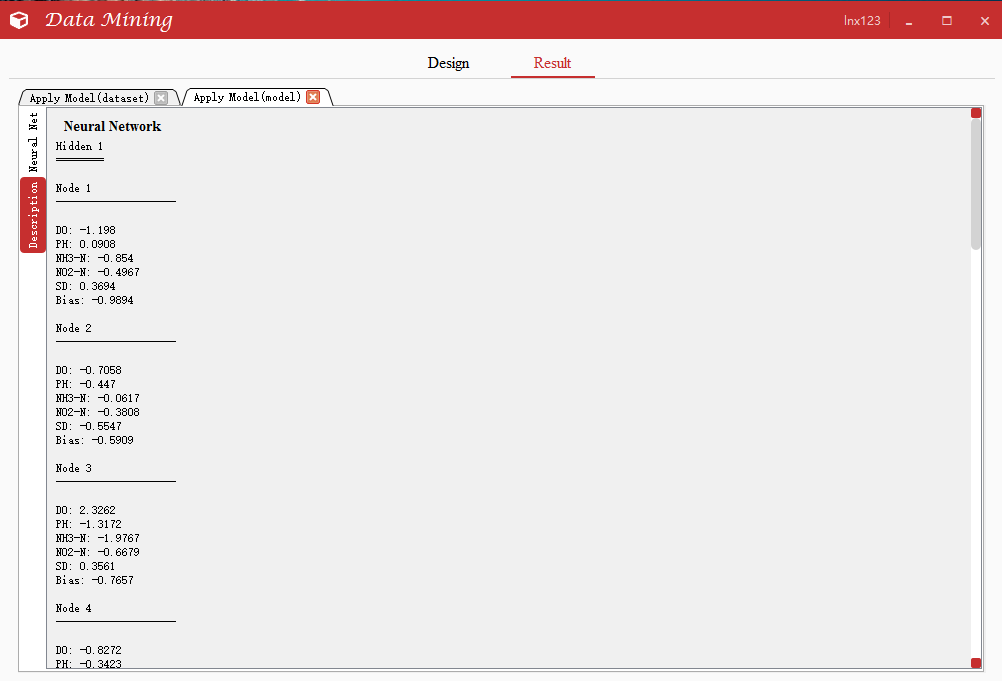 Data Mining
lnx123
Design
Result
Apply Model(dataset)
Apply Model(model)
Neural Net
Description
Neural Network
Hidden 1
Node 1
DO: -1.198
PH: 0.0908
NH3-N: -0.854
NO2-N: -0.4967
SD: 0.3694
Bias: -0.9894
Node 2
DO: -0.7058
PH: -0.447
NH3-N: -0.0617
NO2-N: -0.3808
SD: -0.5547
Bias: -0.5909
Node 3
DO: 2.3262
PH: -1.3172
NH3-N: -1.9767
NO2-N: -0.6679
SD: 0.3561
Bias: -0.7657
Node 4
DO: -0.8272
PH: -0.3423